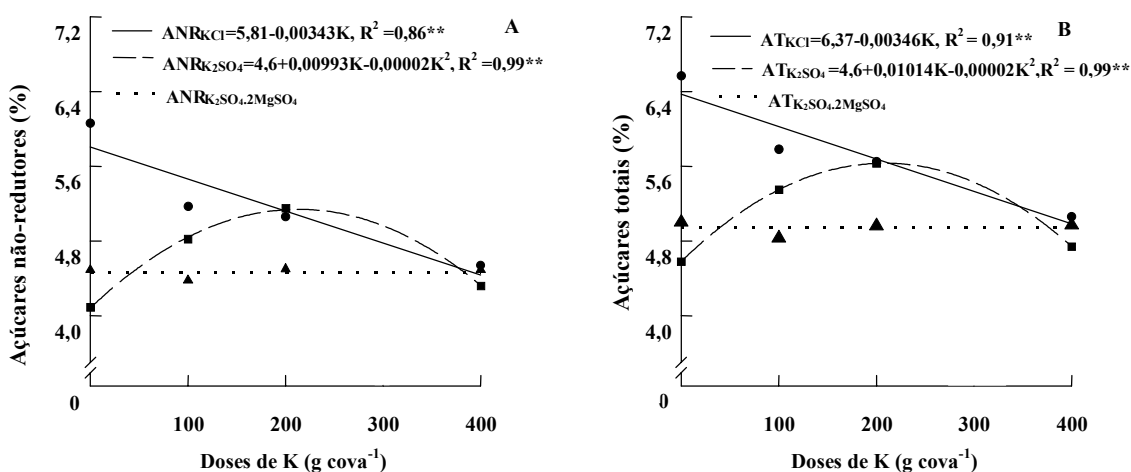 7,2
6,4
5,6
4,8
4,0
0
Açúcares não-redutores (%)
ANR_KCl=5,81-0,00343K, R² =0,86**
ANR_K₂SO₄=4,6+0,00993K-0,00002K², R² =0,99**
ANR_K₂SO₄.2MgSO₄
A
100 200 300 400
Doses de K (g cova⁻¹)
7,2
6,4
5,6
4,8
4,0
0
Açúcares totais (%)
AT_KCl=6,37-0,00346K, R² = 0,91**
AT_K₂SO₄ =4,6+0,01014K-0,00002K²,R² = 0,99**
AT_K₂SO₄.2MgSO₄
B
100 200 300 400
Doses de K (g cova⁻¹)